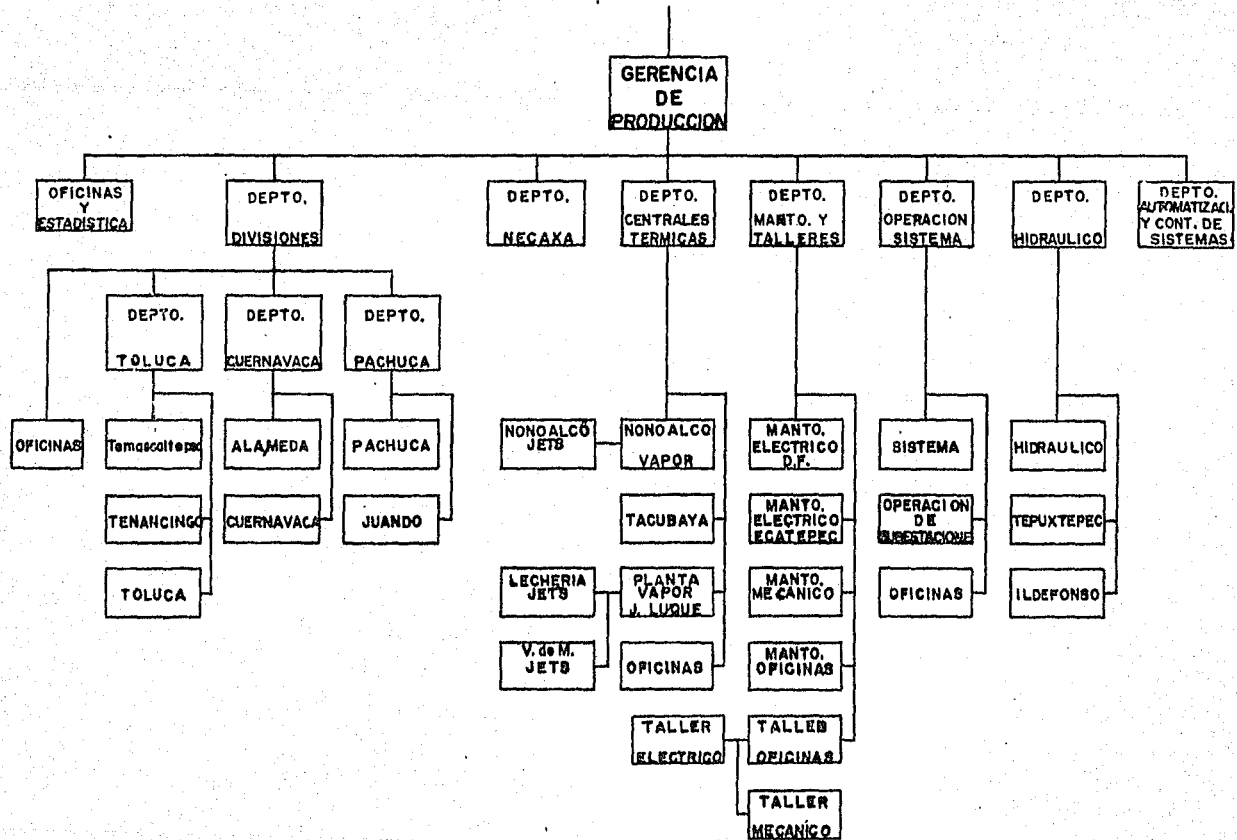 GERENCIA
DE
PRODUCCION
OFICINAS
Y
ESTADISTICA
DEPTO.
DIVISIONES
DEPTO.
NECAXA
DEPTO.
CENTRALES
TERMICAS
DEPTO.
MANTO. Y
TALLERES
DEPTO.
OPERACION
SISTEMA
DEPTO.
HIDRAULICO
DEPTO.
AUTOMATIZACI.
Y CONT. DE
SISTEMAS
DEPTO.
TOLUCA
DEPTO.
CUERNAVACA
DEPTO.
PACHUCA
OFICINAS
Temascaltepec
ALAMEDA
PACHUCA
NONOALCO
JETS
NONOALCO
VAPOR
MANTO.
ELECTRICO
D.F.
SISTEMA
HIDRAULICO
TENANCINGO
CUERNAVACA
JUANDO
TACUBAYA
MANTO.
ELECTRICO
ECATEPEC
OPERACION
DE
SUBESTACIONE
TEPUXTEPEC
TOLUCA
LECHERIA
JETS
PLANTA
VAPOR
J. LUQUE
MANTO.
MECANICO
OFICINAS
ILDEFONSO
V. de M.
JETS
OFICINAS
MANTO.
OFICINAS
TALLER
ELECTRICO
TALLER
OFICINAS
TALLER
MECANICO